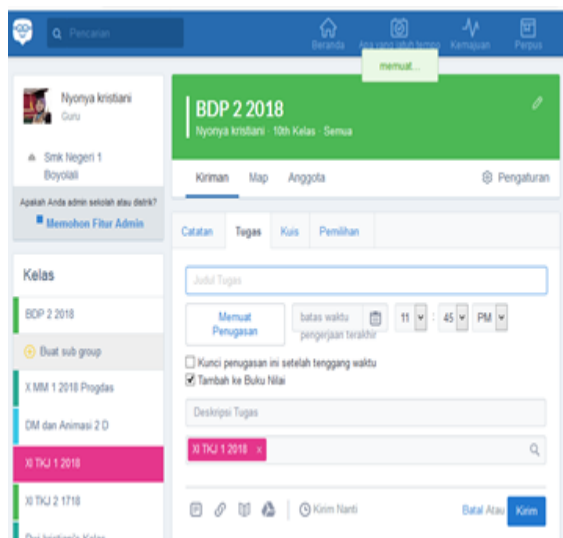 Pencarian
Beranda
Apa yang jatuh tempo
Kemajuan
Perpus
memuat...
Nyonya kristiani
Guru
Smk Negeri 1
Boyolali
Apakah Anda admin sekolah atau distrik?
Memohon Fitur Admin
Kelas
BDP 2 2018
Buat sub group
X MM 1 2018 Progdas
DM dan Animasi 2 D
XI TKJ 1 2018
XI TKJ 2 1718
BDP 2 2018
Nyonya kristiani · 10th Kelas · Semua
Kiriman Map Anggota Pengaturan
Catatan Tugas Kuis Pemilihan
Judul Tugas
Memuat
Penugasan
batas waktu
pengerjaan terakhir
11 : 45 PM
Kunci penugasan ini setelah tenggang waktu
Tambah ke Buku Nilai
Deskripsi Tugas
XI TKJ 1 2018 ×
Kirim Nanti
Batal Atau Kirim